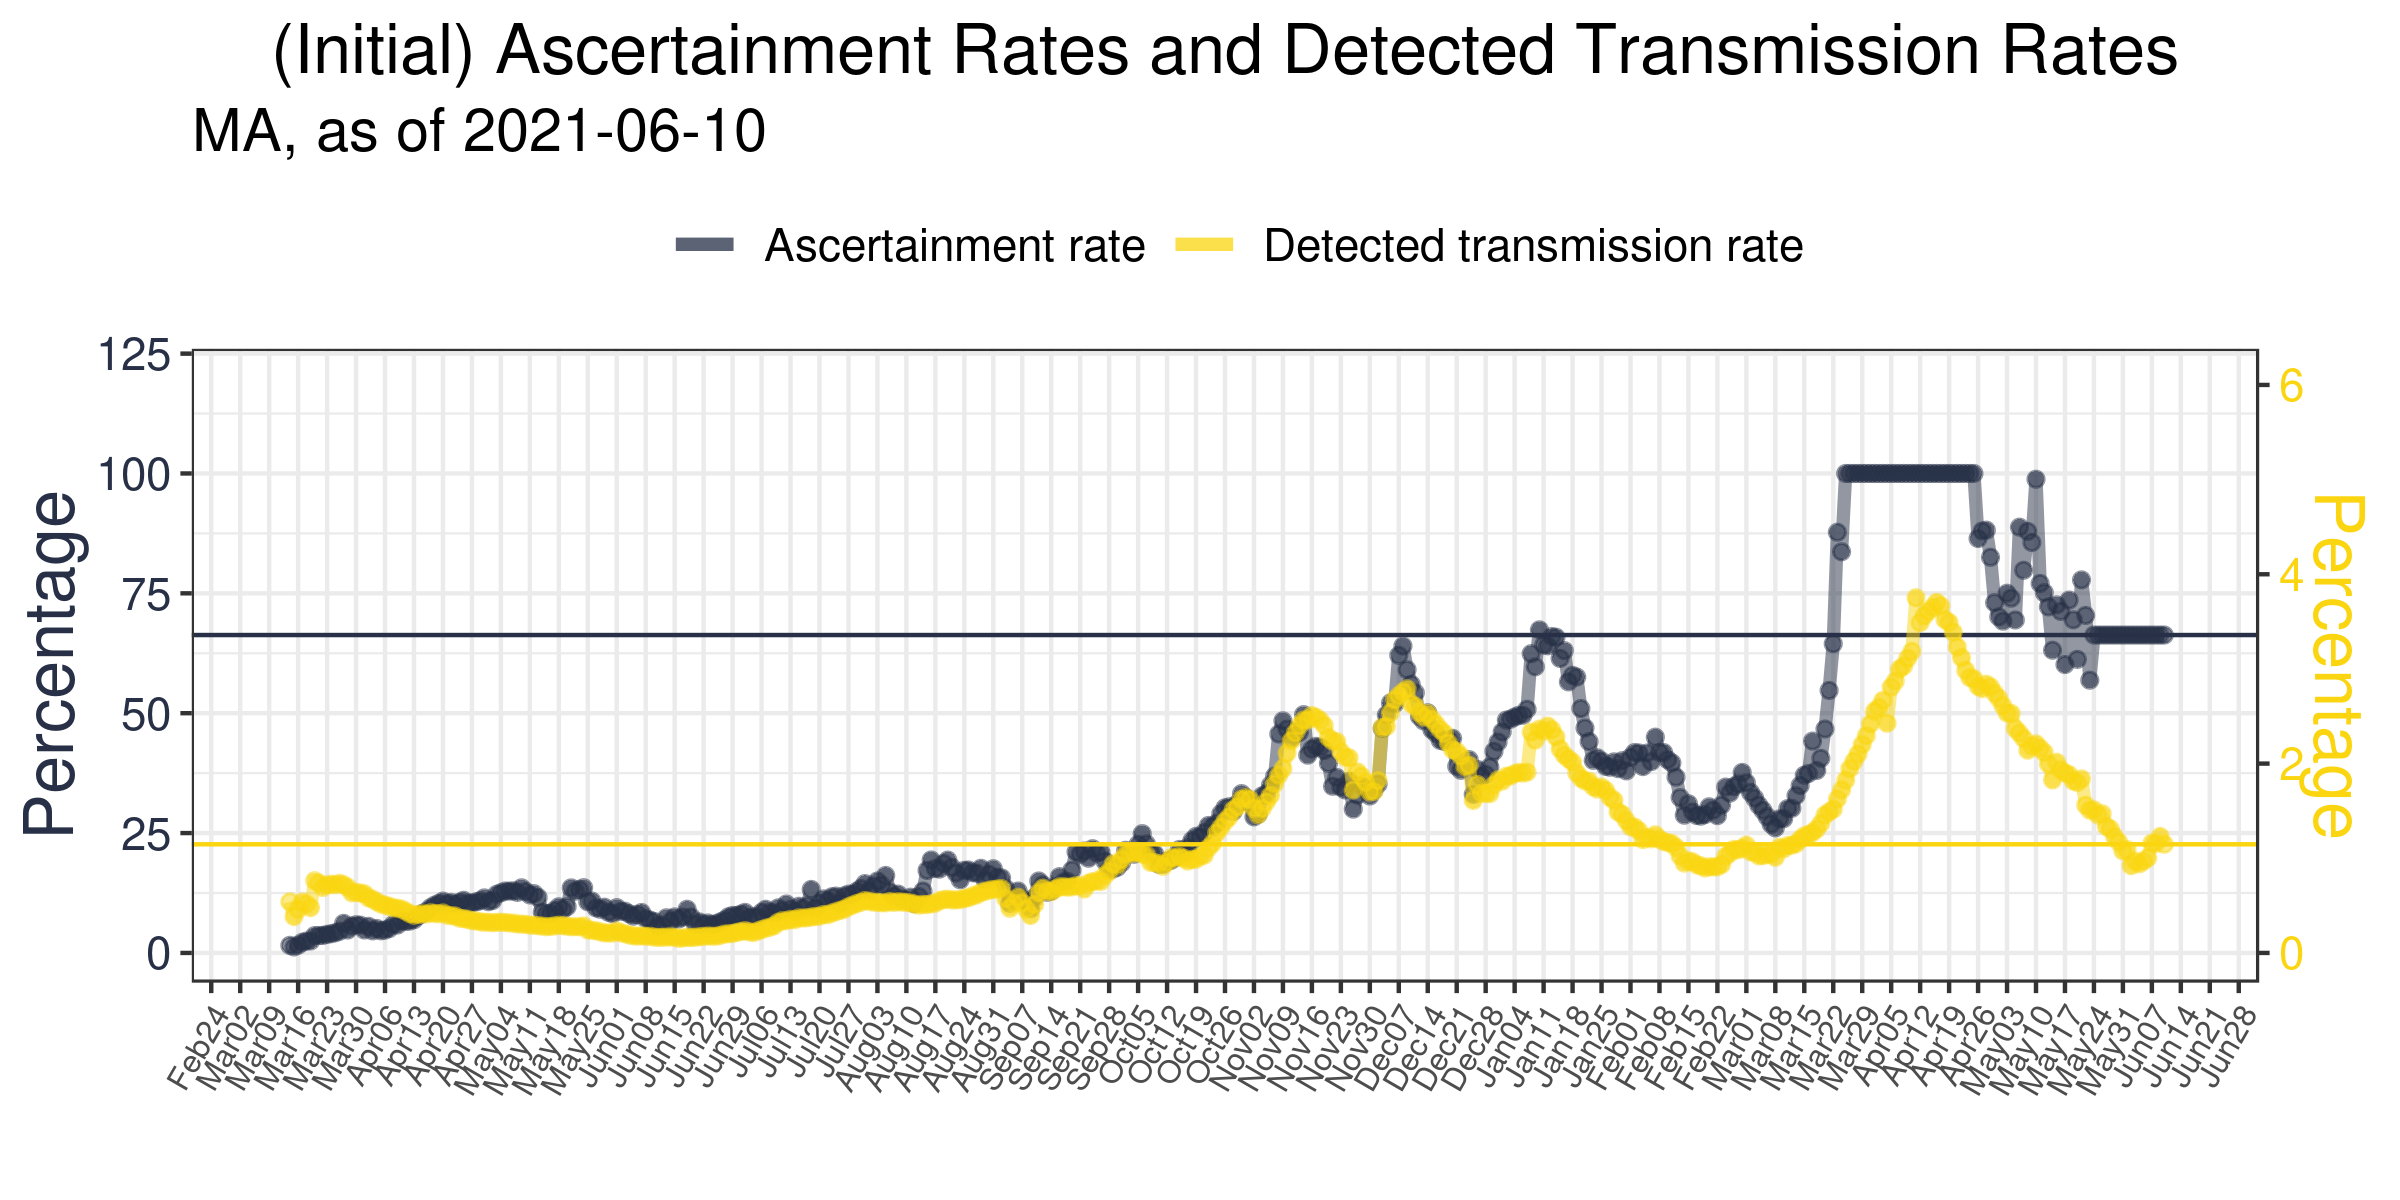 (Initial) Ascertainment Rates and Detected Transmission Rates
MA, as of 2021-06-10
Ascertainment rate
Detected transmission rate
Percentage
125
100
75
50
25
0
6
4
2
0
Percentage
Feb24
Mar02
Mar09
Mar16
Mar23
Mar30
Apr06
Apr13
Apr20
Apr27
May04
May11
May18
May25
Jun01
Jun08
Jun15
Jun22
Jun29
Jul06
Jul13
Jul20
Jul27
Aug03
Aug10
Aug17
Aug24
Aug31
Sep07
Sep14
Sep21
Sep28
Oct05
Oct12
Oct19
Oct26
Nov02
Nov09
Nov16
Nov23
Nov30
Dec07
Dec14
Dec21
Dec28
Jan04
Jan11
Jan18
Jan25
Feb01
Feb08
Feb15
Feb22
Mar01
Mar08
Mar15
Mar22
Mar29
Apr05
Apr12
Apr19
Apr26
May03
May10
May17
May24
May31
Jun07
Jun14
Jun21
Jun28